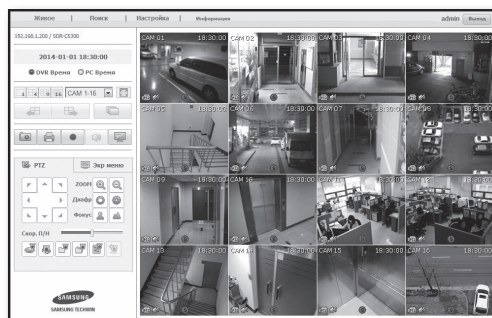 Живое | Поиск | Настройка | Информация admin Выход
192.168.1.200 / SDR-C5300
2014-01-01 18:30:00
DVR Время PC Время
1 4 9 16 CAM 1-16
PTZ Экр меню
ZOOM
Диафр
Фокус
Скор. П/Н
SAMSUNG
SAMSUNG TECHWIN
CAM 01 18:30:00 CAM 02 18:30:00 CAM 03 18:30:00 CAM 04 18:30:00
CAM 05 18:30:00 CAM 06 18:30:00 CAM 07 18:30:00 CAM 08 18:30:00
CAM 09 18:30:00 CAM 10 18:30:00 CAM 11 18:30:00 CAM 12 18:30:00
CAM 13 18:30:00 CAM 14 18:30:00 CAM 15 18:30:00 CAM 16 18:30:00